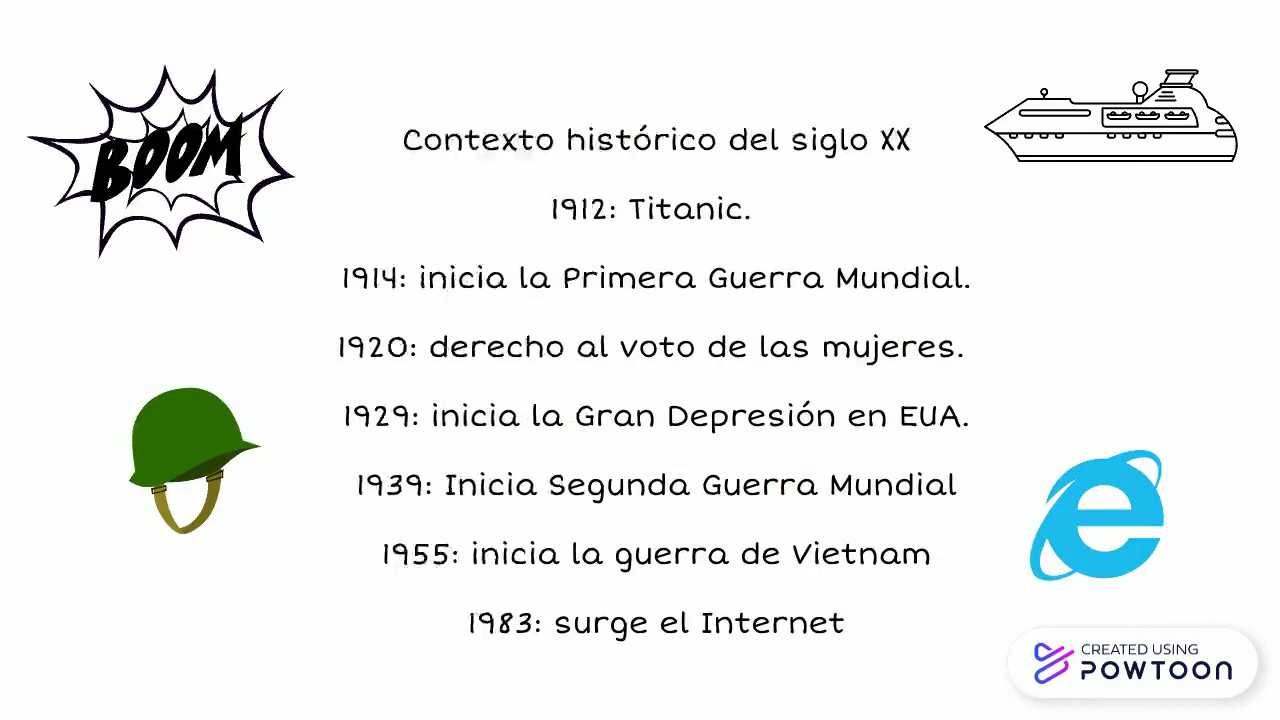 BOOM
Contexto histórico del siglo XX
1912: Titanic.
1914: inicia la Primera Guerra Mundial.
1920: derecho al voto de las mujeres.
1929: inicia la Gran Depresión en EUA.
1939: Inicia Segunda Guerra Mundial
1955: inicia la guerra de Vietnam
1983: surge el Internet
CREATED USING
POWTOON